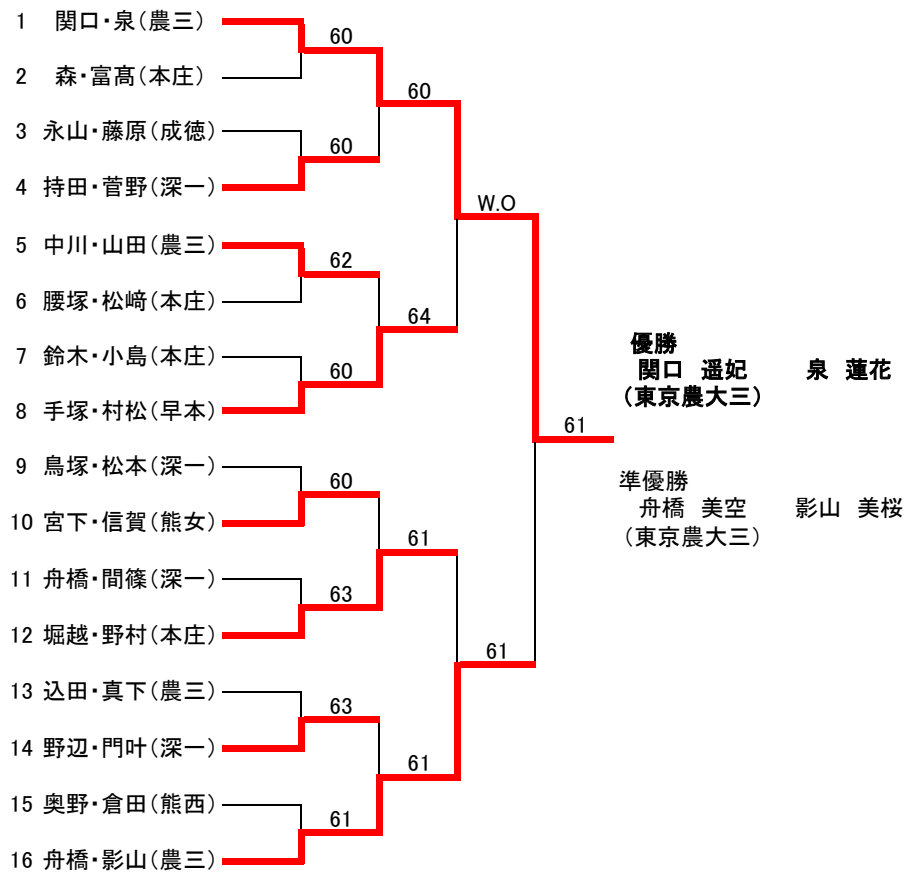 1 関口・泉(農三)
60
2 森・富髙(本庄)
60
3 永山・藤原(成徳)
60
4 持田・菅野(深一)
W.O
5 中川・山田(農三)
62
6 腰塚・松﨑(本庄)
64
7 鈴木・小島(本庄)
60
8 手塚・村松(早本)
優勝
関口 遥妃 泉 蓮花
(東京農大三)
61
9 鳥塚・松本(深一)
60
10 宮下・信賀(熊女)
61
11 舟橋・間篠(深一)
63
12 堀越・野村(本庄)
準優勝
舟橋 美空 影山 美桜
(東京農大三)
61
13 込田・真下(農三)
63
14 野辺・門叶(深一)
61
15 奥野・倉田(熊西)
61
16 舟橋・影山(農三)